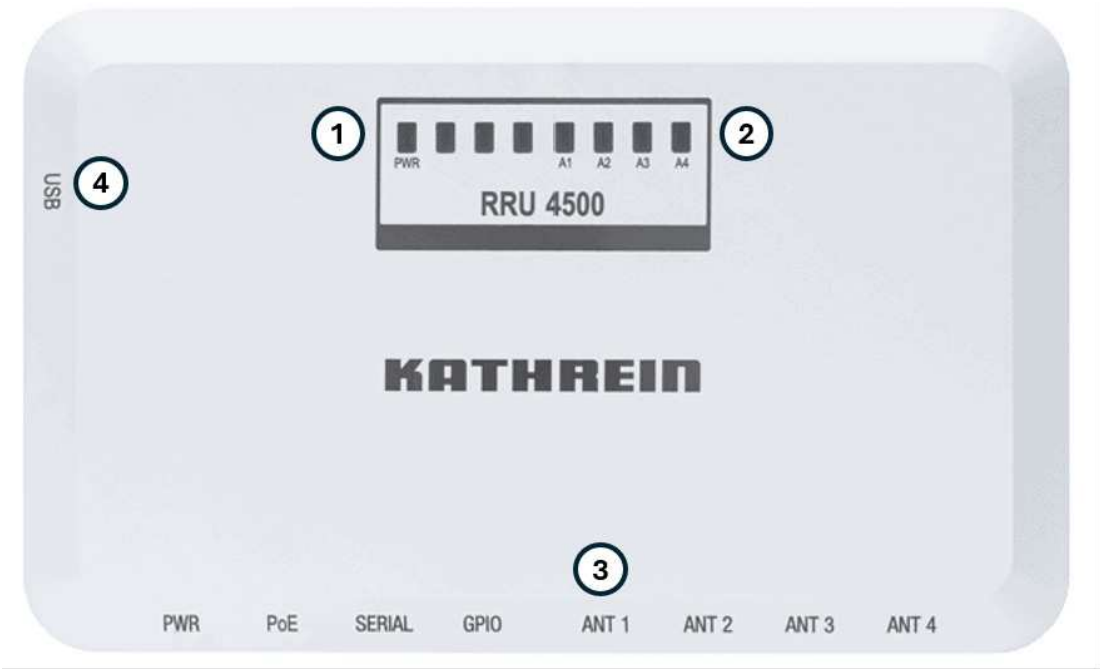 1
2
PWR A1 A2 A3 A4
RRU 4500
USB
4
KATHREIN
3
PWR PoE SERIAL GPIO ANT 1 ANT 2 ANT 3 ANT 4